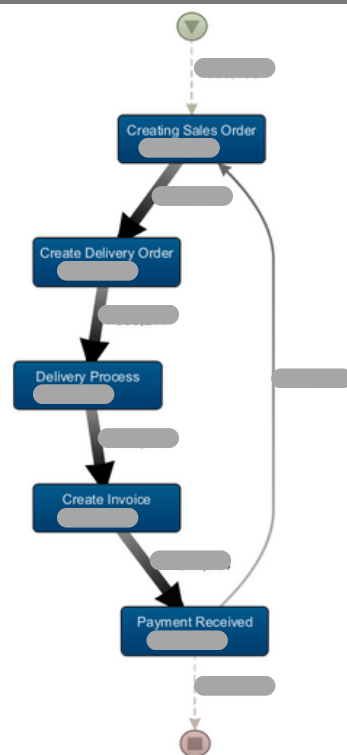 Creating Sales Order
Create Delivery Order
Delivery Process
Create Invoice
Payment Received